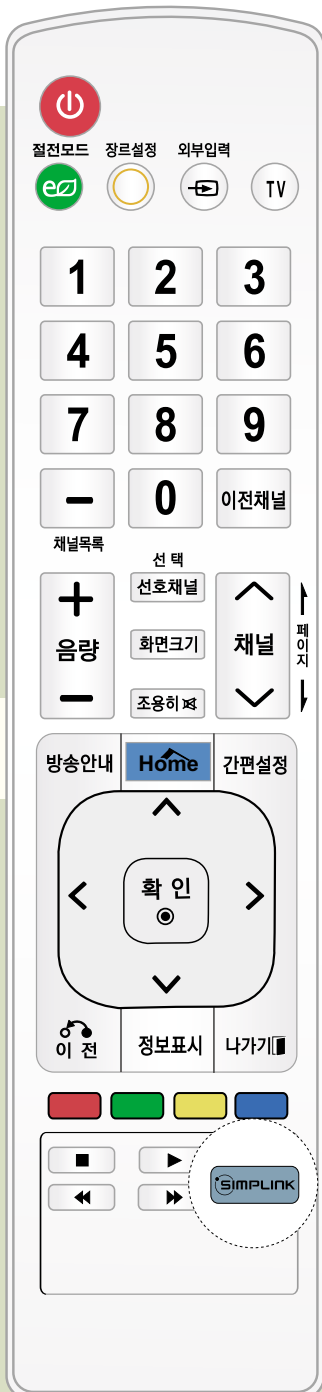 절전모드 장르설정 외부입력
TV
1 2 3
4 5 6
7 8 9
- 0 이전채널
채널목록
선 택
+ 선호채널
음량 화면크기 채널 페이지
- 조용히
방송안내 Home 간편설정
확 인
이 전 정보표시 나가기
SIMPLINK